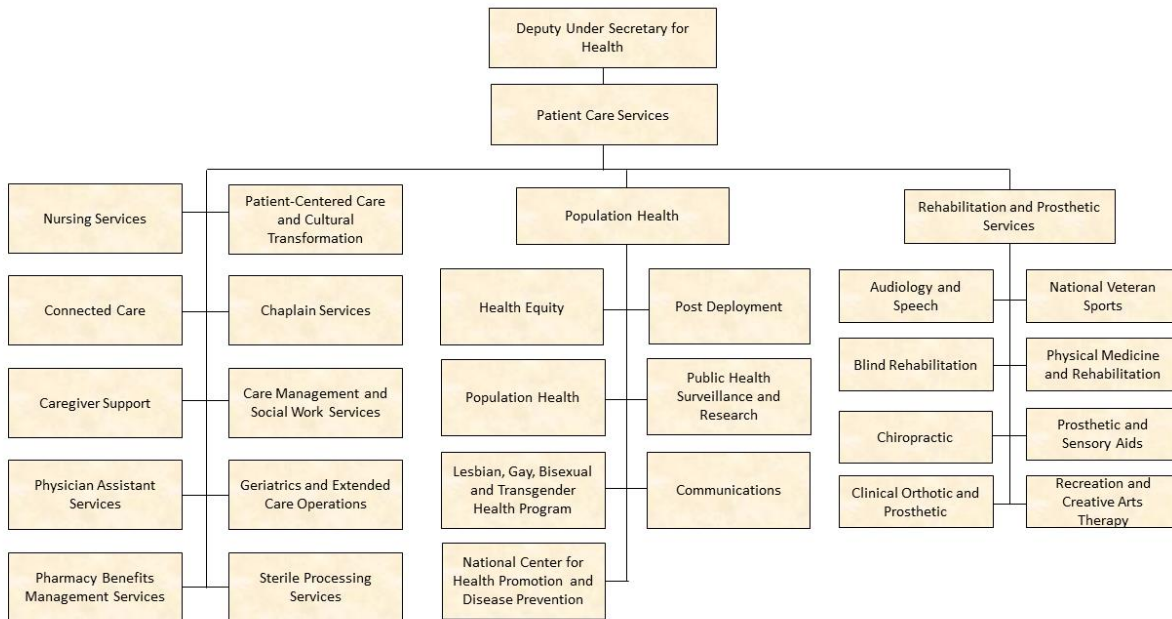 Deputy Under Secretary for
Health
Patient Care Services
Nursing Services
Patient-Centered Care
and Cultural
Transformation
Connected Care
Chaplain Services
Caregiver Support
Care Management and
Social Work Services
Physician Assistant
Services
Geriatrics and Extended
Care Operations
Pharmacy Benefits
Management Services
Sterile Processing
Services
Population Health
Health Equity
Post Deployment
Population Health
Public Health
Surveillance and
Research
Lesbian, Gay, Bisexual
and Transgender
Health Program
Communications
National Center for
Health Promotion and
Disease Prevention
Rehabilitation and Prosthetic
Services
Audiology and
Speech
National Veteran
Sports
Blind Rehabilitation
Physical Medicine
and Rehabilitation
Chiropractic
Prosthetic and
Sensory Aids
Clinical Orthotic and
Prosthetic
Recreation and
Creative Arts
Therapy